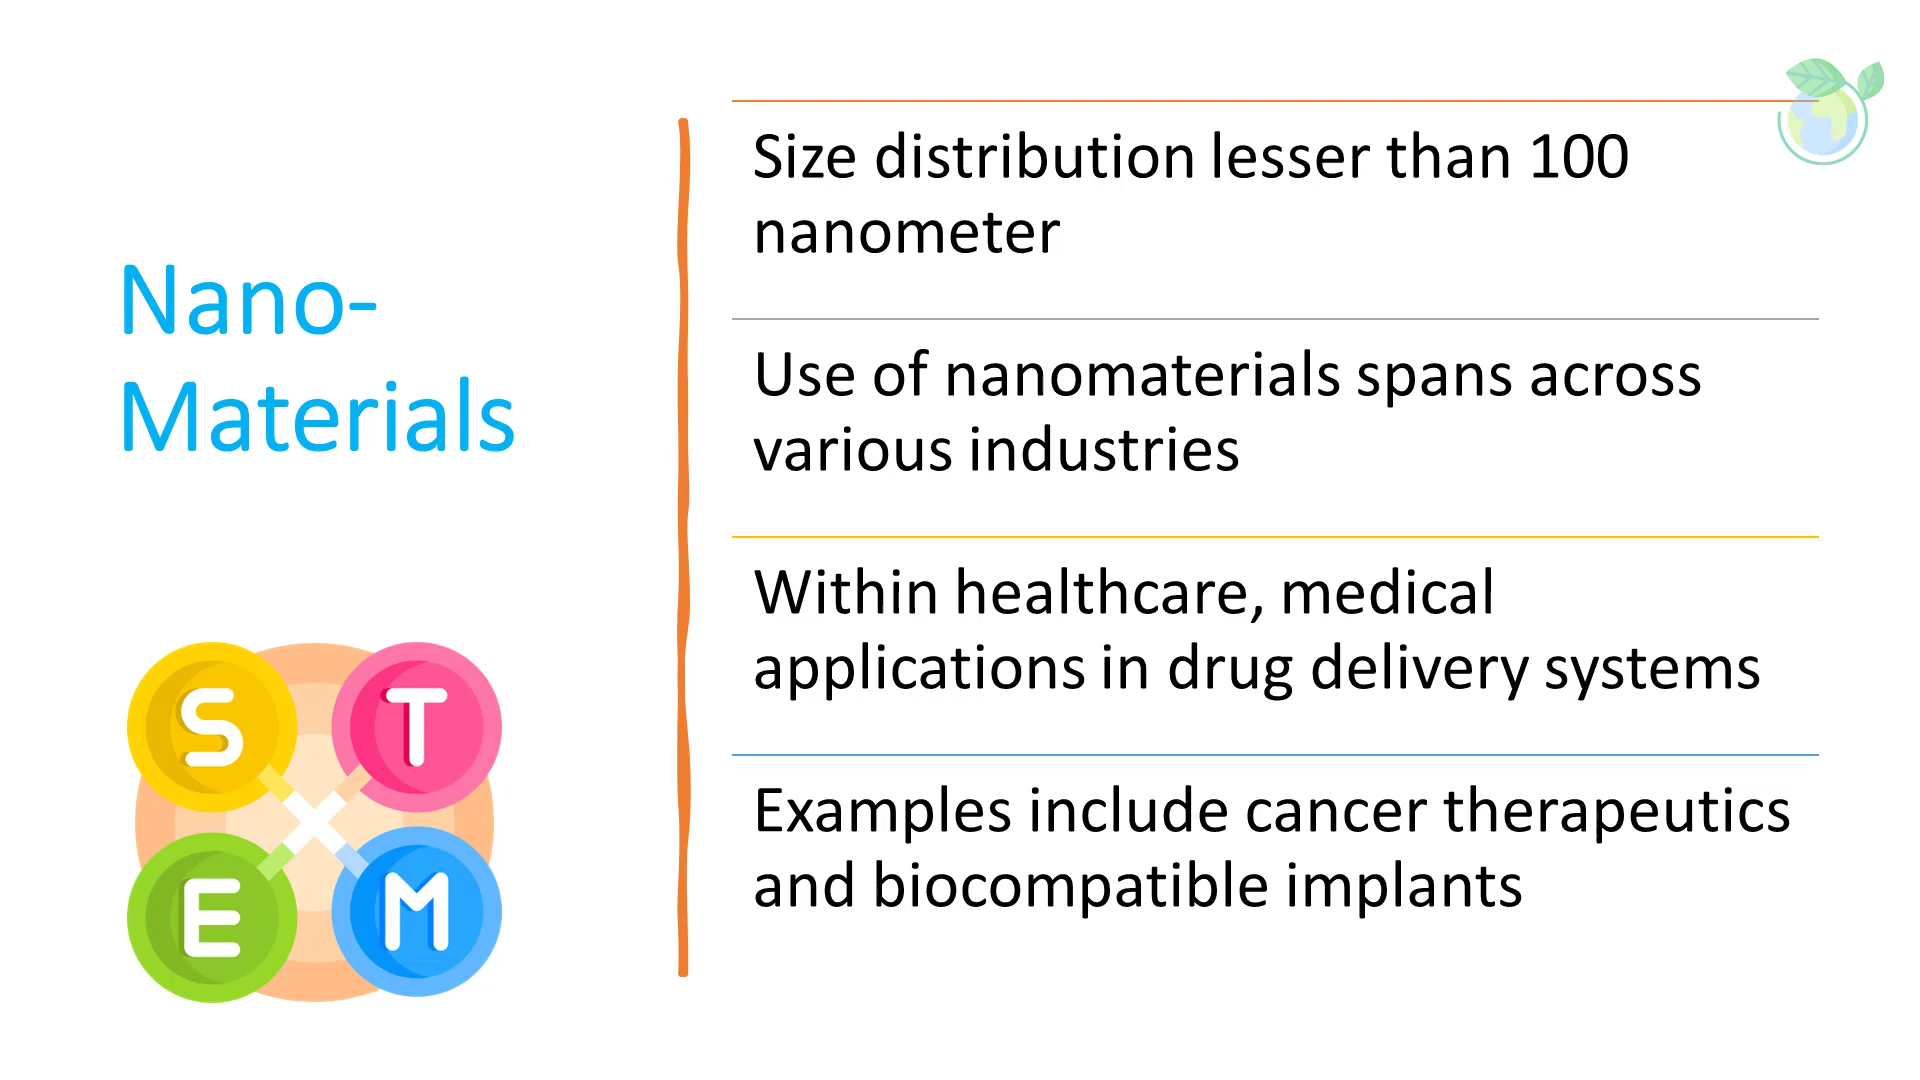 Nano-
Materials
S T
E M
Size distribution lesser than 100
nanometer
Use of nanomaterials spans across
various industries
Within healthcare, medical
applications in drug delivery systems
Examples include cancer therapeutics
and biocompatible implants